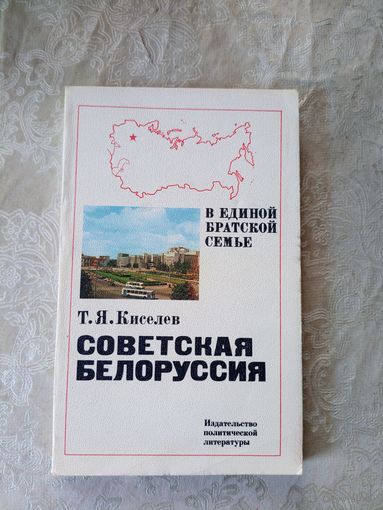 В ЕДИНОЙ
БРАТСКОЙ
СЕМЬЕ
Т. Я. Киселев
СОВЕТСКАЯ
БЕЛОРУССИЯ
Издательство
политической
литературы